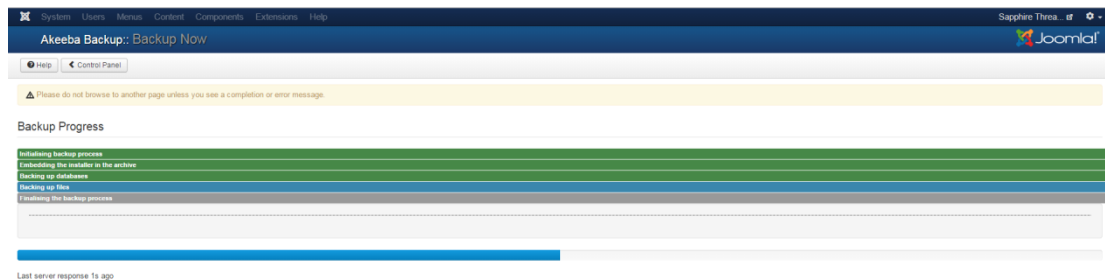 System Users Menus Content Components Extensions Help Sapphire Threa...
Akeeba Backup:: Backup Now Joomla!
Help Control Panel
Please do not browse to another page unless you see a completion or error message.
Backup Progress
Initialising backup process
Embedding the installer in the archive
Backing up databases
Backing up files
Finalising the backup process
Last server response 1s ago